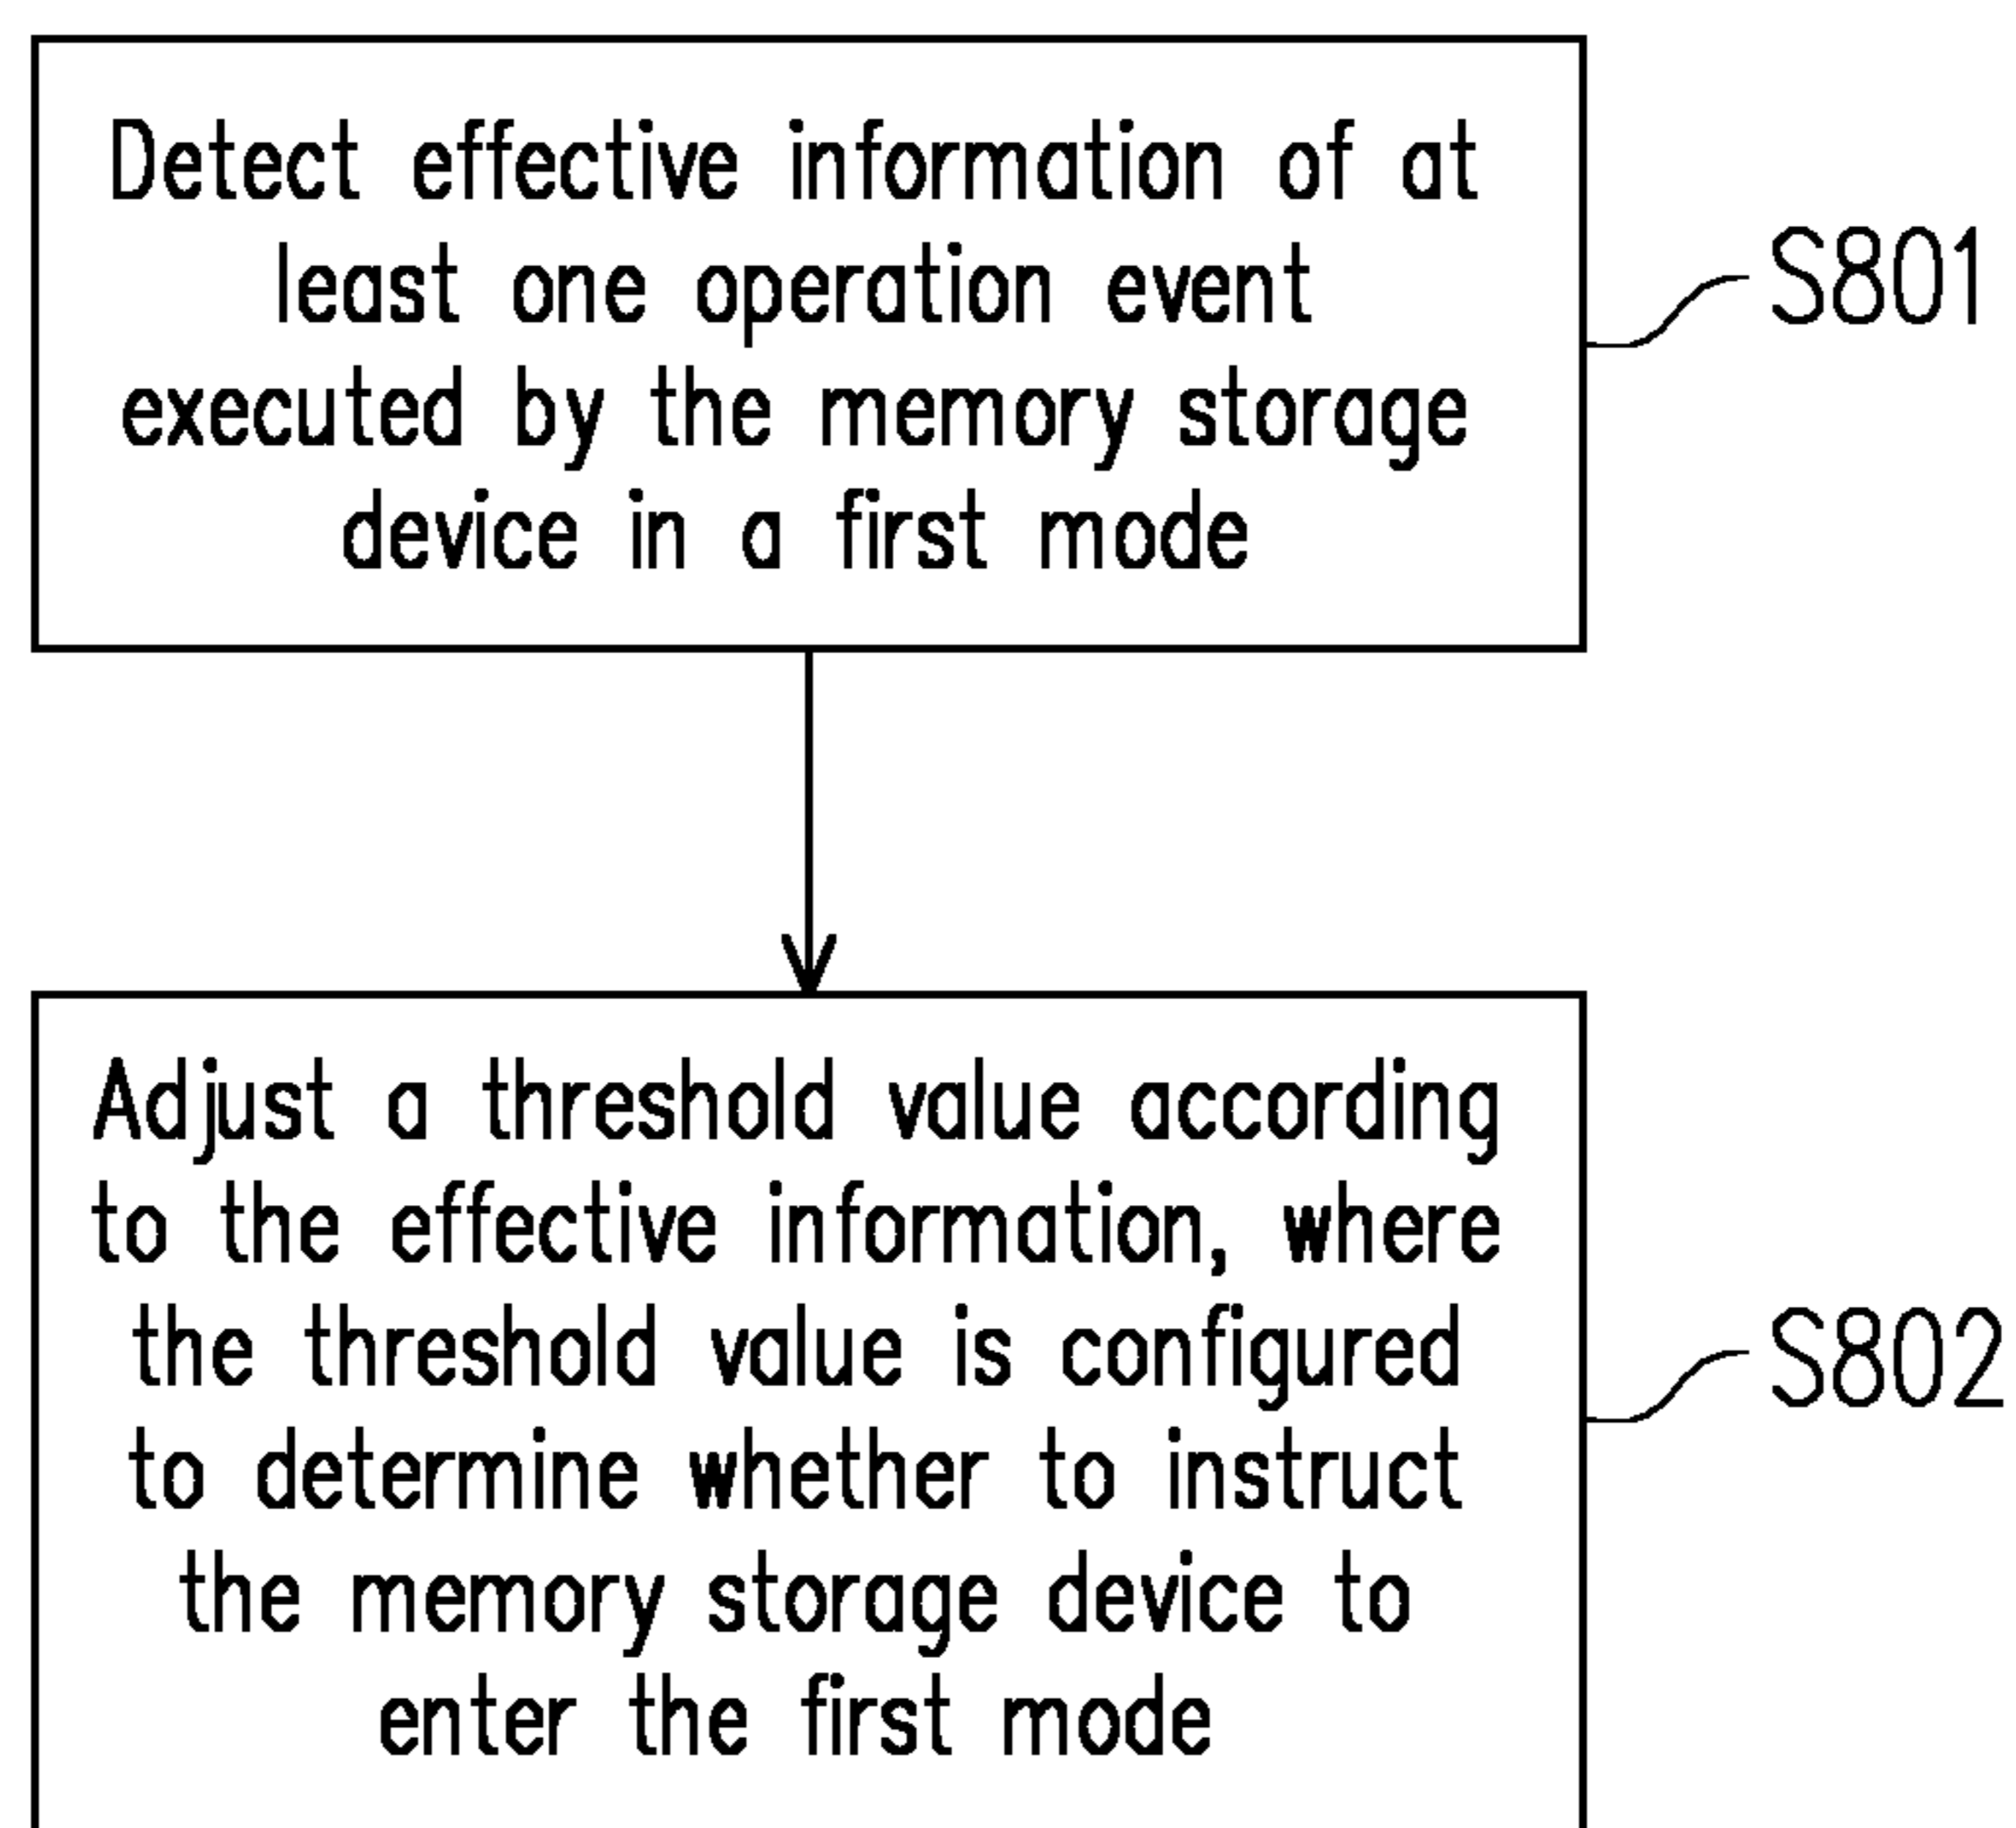 Detect effective information of at
least one operation event
executed by the memory storage
device in a first mode
S801
Adjust a threshold value according
to the effective information, where
the threshold value is configured
to determine whether to instruct
the memory storage device to
enter the first mode
S802